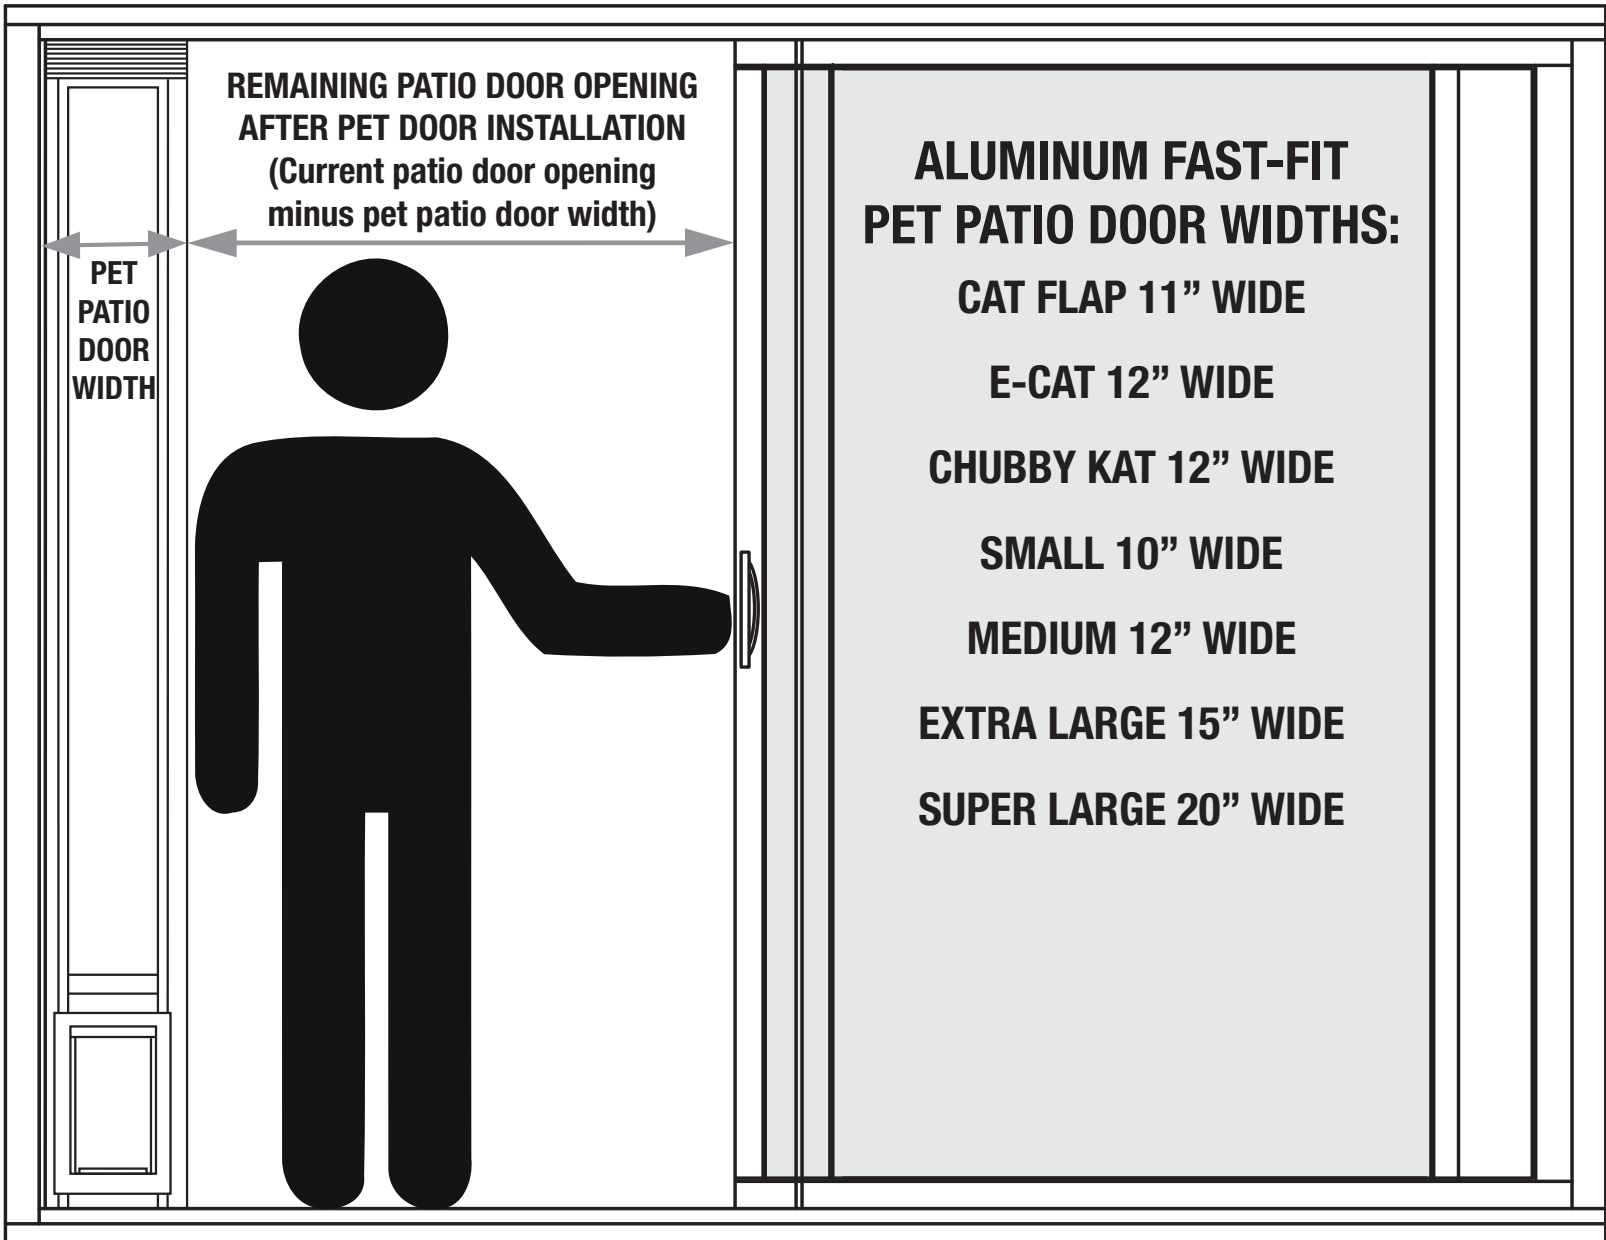 REMAINING PATIO DOOR OPENING
AFTER PET DOOR INSTALLATION
(Current patio door opening
minus pet patio door width)
PET
PATIO
DOOR
WIDTH
ALUMINUM FAST-FIT
PET PATIO DOOR WIDTHS:
CAT FLAP 11” WIDE
E-CAT 12” WIDE
CHUBBY KAT 12” WIDE
SMALL 10” WIDE
MEDIUM 12” WIDE
EXTRA LARGE 15” WIDE
SUPER LARGE 20” WIDE